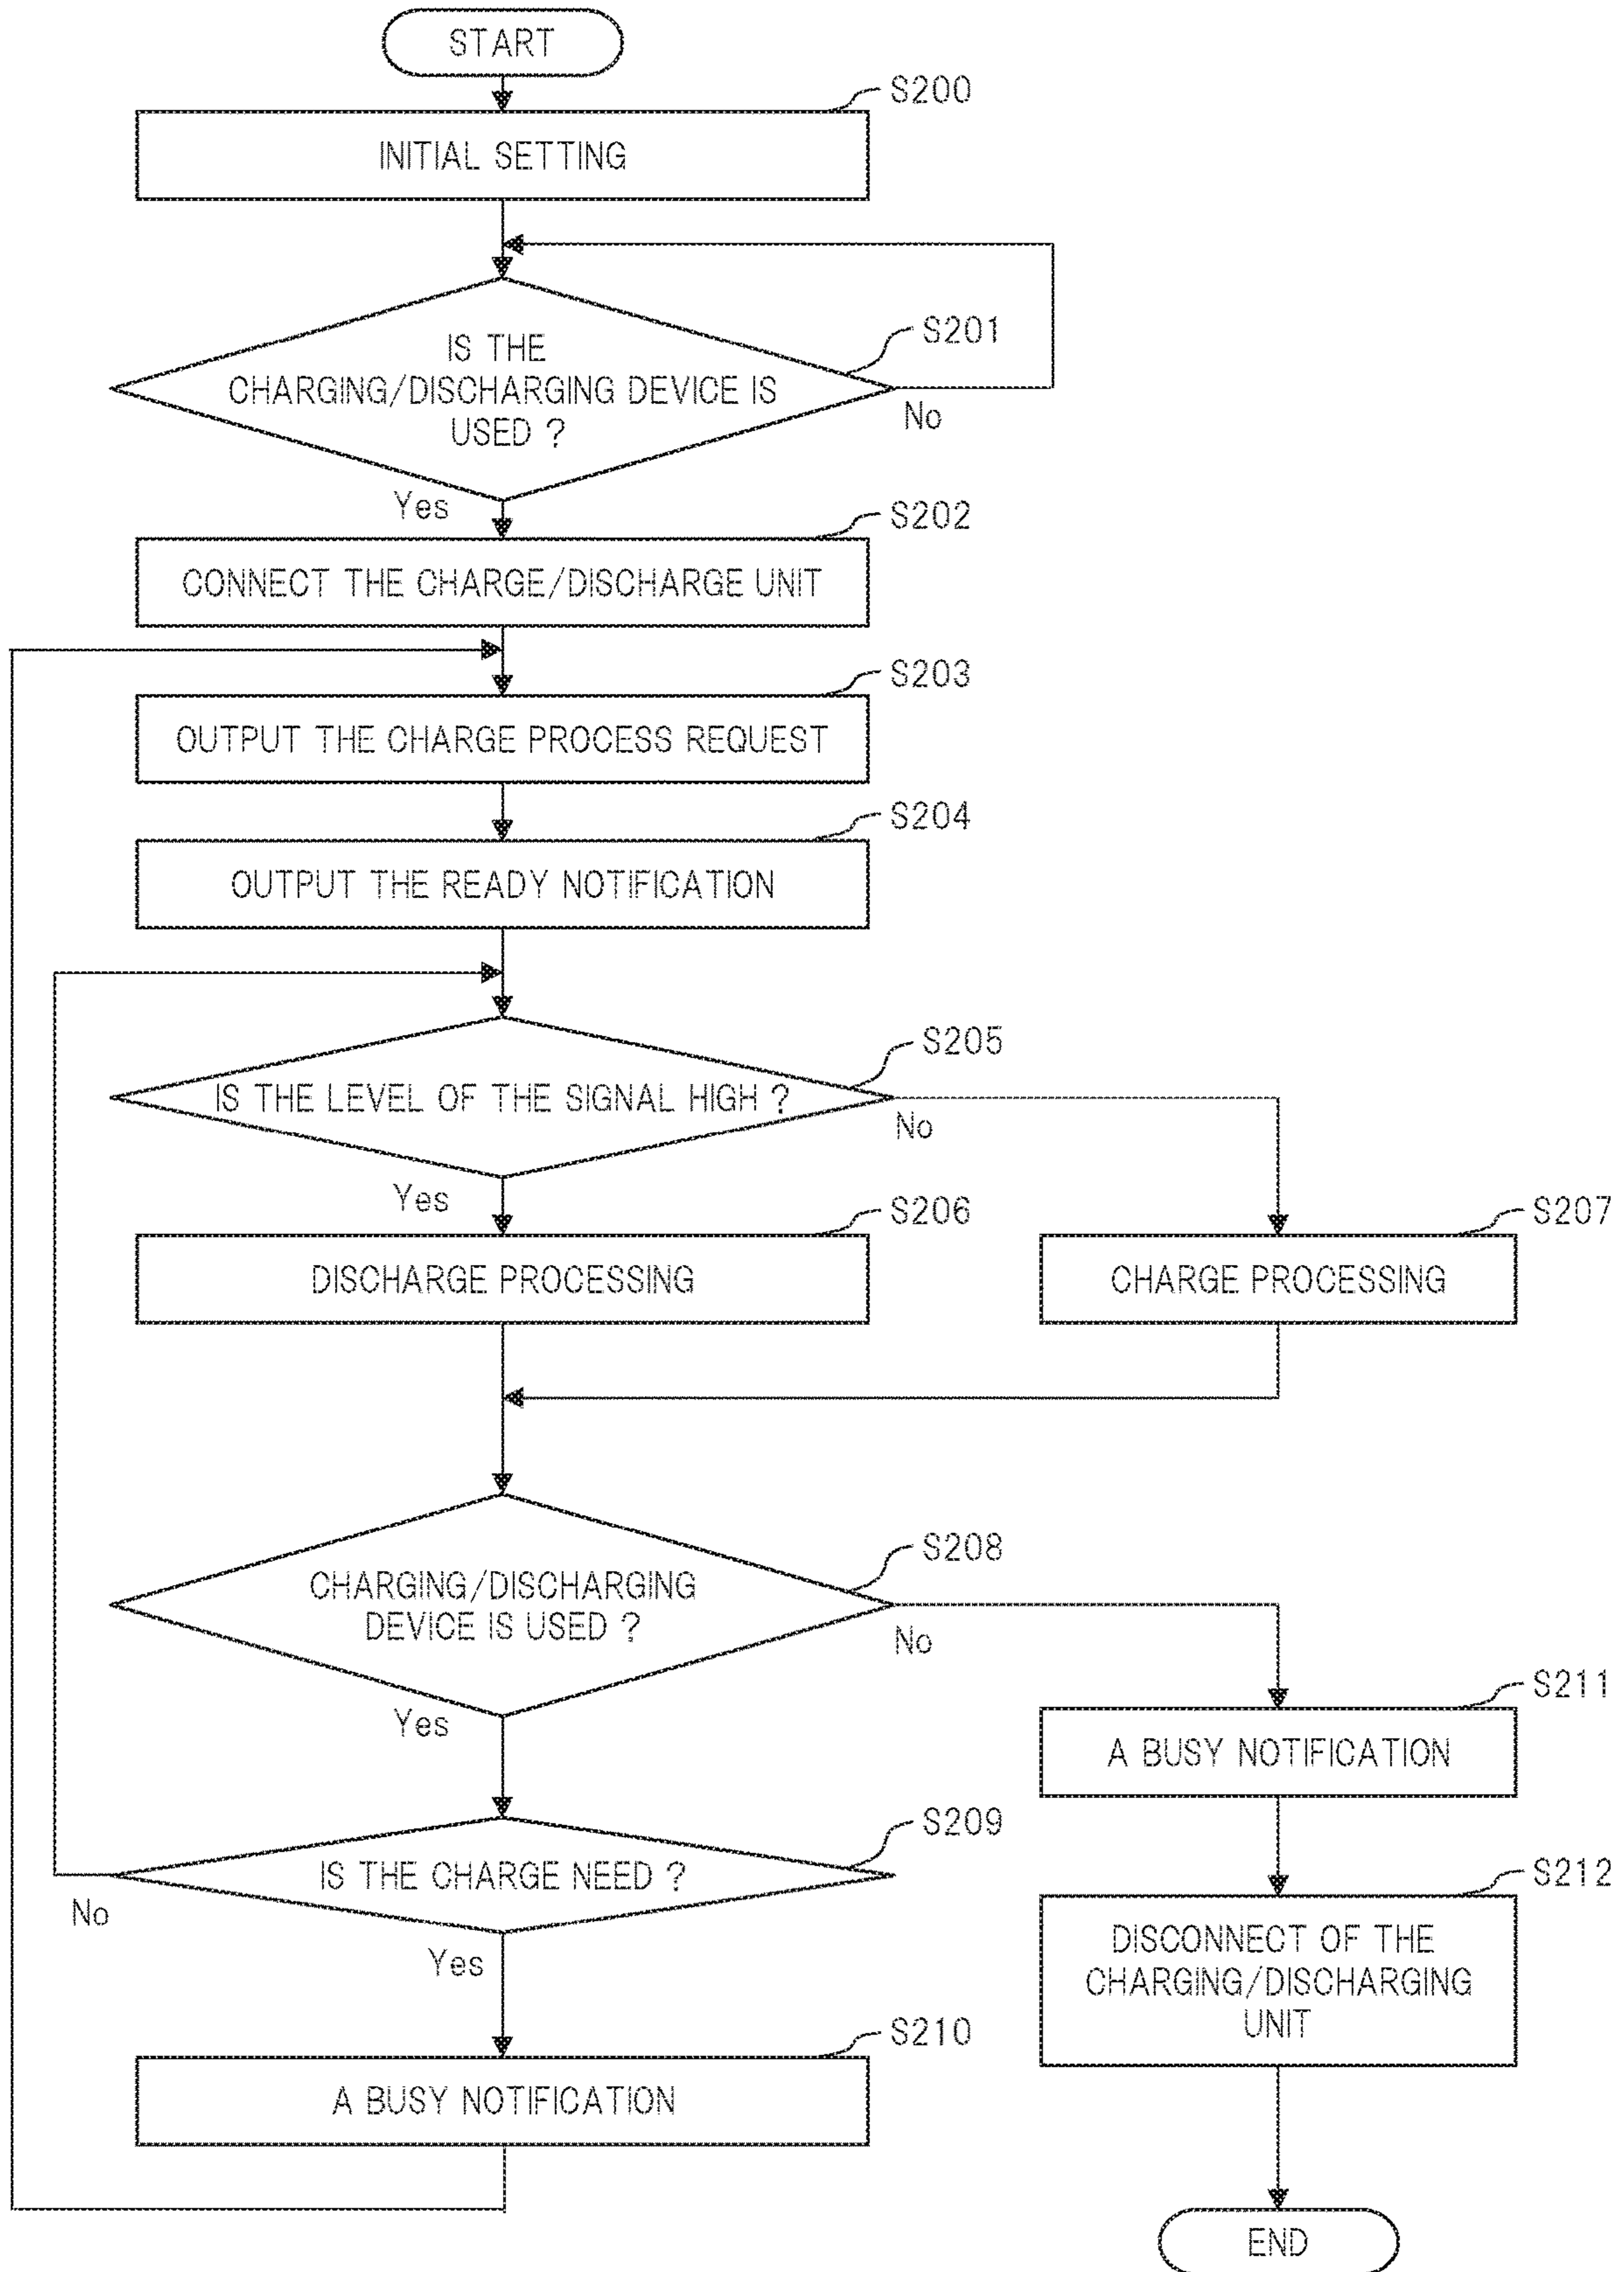 START
S200
INITIAL SETTING
S201
IS THE
CHARGING/DISCHARGING DEVICE IS
USED ?
No
Yes
S202
CONNECT THE CHARGE/DISCHARGE UNIT
S203
OUTPUT THE CHARGE PROCESS REQUEST
S204
OUTPUT THE READY NOTIFICATION
S205
IS THE LEVEL OF THE SIGNAL HIGH ?
No
Yes
S206
DISCHARGE PROCESSING
S207
CHARGE PROCESSING
S208
CHARGING/DISCHARGING
DEVICE IS USED ?
No
Yes
S211
A BUSY NOTIFICATION
S209
IS THE CHARGE NEED ?
No
Yes
S212
DISCONNECT OF THE
CHARGING/DISCHARGING
UNIT
S210
A BUSY NOTIFICATION
END